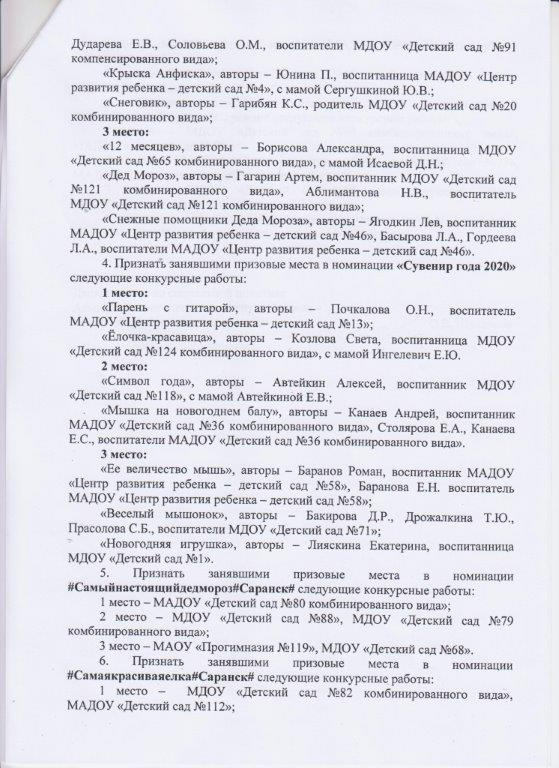 Дударева Е.В., Соловьева О.М., воспитатели МДОУ «Детский сад №91
компенсированного вида»;
«Крыска Анфиска», авторы – Юнина П., воспитанница МАДОУ «Центр
развития ребенка – детский сад №4», с мамой Сергушкиной Ю.В.;
«Снеговик», авторы – Гарибян К.С., родитель МДОУ «Детский сад №20
комбинированного вида»;
3 место:
«12 месяцев», авторы – Борисова Александра, воспитанница МДОУ
«Детский сад №65 комбинированного вида», с мамой Исаевой Д.Н.;
«Дед Мороз», авторы – Гагарин Артем, воспитанник МДОУ «Детский сад
№121 комбинированного вида», Аблимантова Н.В., воспитатель
МДОУ «Детский сад №121 комбинированного вида»;
«Снежные помощники Деда Мороза», авторы – Ягодкин Лев, воспитанник
МАДОУ «Центр развития ребенка – детский сад №46», Басырова Л.А., Гордеева
Л.А., воспитатели МАДОУ «Центр развития ребенка – детский сад №46».
4. Признать занявшими призовые места в номинации «Сувенир года 2020»
следующие конкурсные работы:
1 место:
«Парень с гитарой», авторы – Почкалова О.Н., воспитатель
МАДОУ «Центр развития ребенка – детский сад №13»;
«Ёлочка-красавица», авторы – Козлова Света, воспитанница МДОУ
«Детский сад №124 комбинированного вида», с мамой Ингелевич Е.Ю.
2 место:
«Символ года», авторы – Автейкин Алексей, воспитанник МДОУ
«Детский сад №118», с мамой Автейкиной Е.В.;
«Мышка на новогоднем балу», авторы – Канаев Андрей, воспитанник
МАДОУ «Детский сад №36 комбинированного вида», Столярова Е.А., Канаева
Е.С., воспитатели МАДОУ «Детский сад №36 комбинированного вида».
3 место:
«Ее величество мышь», авторы – Баранов Роман, воспитанник МАДОУ
«Центр развития ребенка – детский сад №58», Баранова Е.Н. воспитатель
МАДОУ «Центр развития ребенка – детский сад №58»;
«Веселый мышонок», авторы – Бакирова Д.Р., Дрожалкина Т.Ю.,
Прасолова С.Б., воспитатели МДОУ «Детский сад №71»;
«Новогодняя игрушка», авторы – Лияскина Екатерина, воспитанница
МДОУ «Детский сад №1».
5. Признать занявшими призовые места в номинации
#Самыйнастоящийдедмороз#Саранск# следующие конкурсные работы:
1 место – МАДОУ «Детский сад №80 комбинированного вида»;
2 место – МДОУ «Детский сад №88», МДОУ «Детский сад №79
комбинированного вида»;
3 место – МАОУ «Прогимназия №119», МДОУ «Детский сад №68».
6. Признать занявшими призовые места в номинации
#Самаякрасиваяелка#Саранск# следующие конкурсные работы:
1 место – МДОУ «Детский сад №82 комбинированного вида»,
МАДОУ «Детский сад №112»;